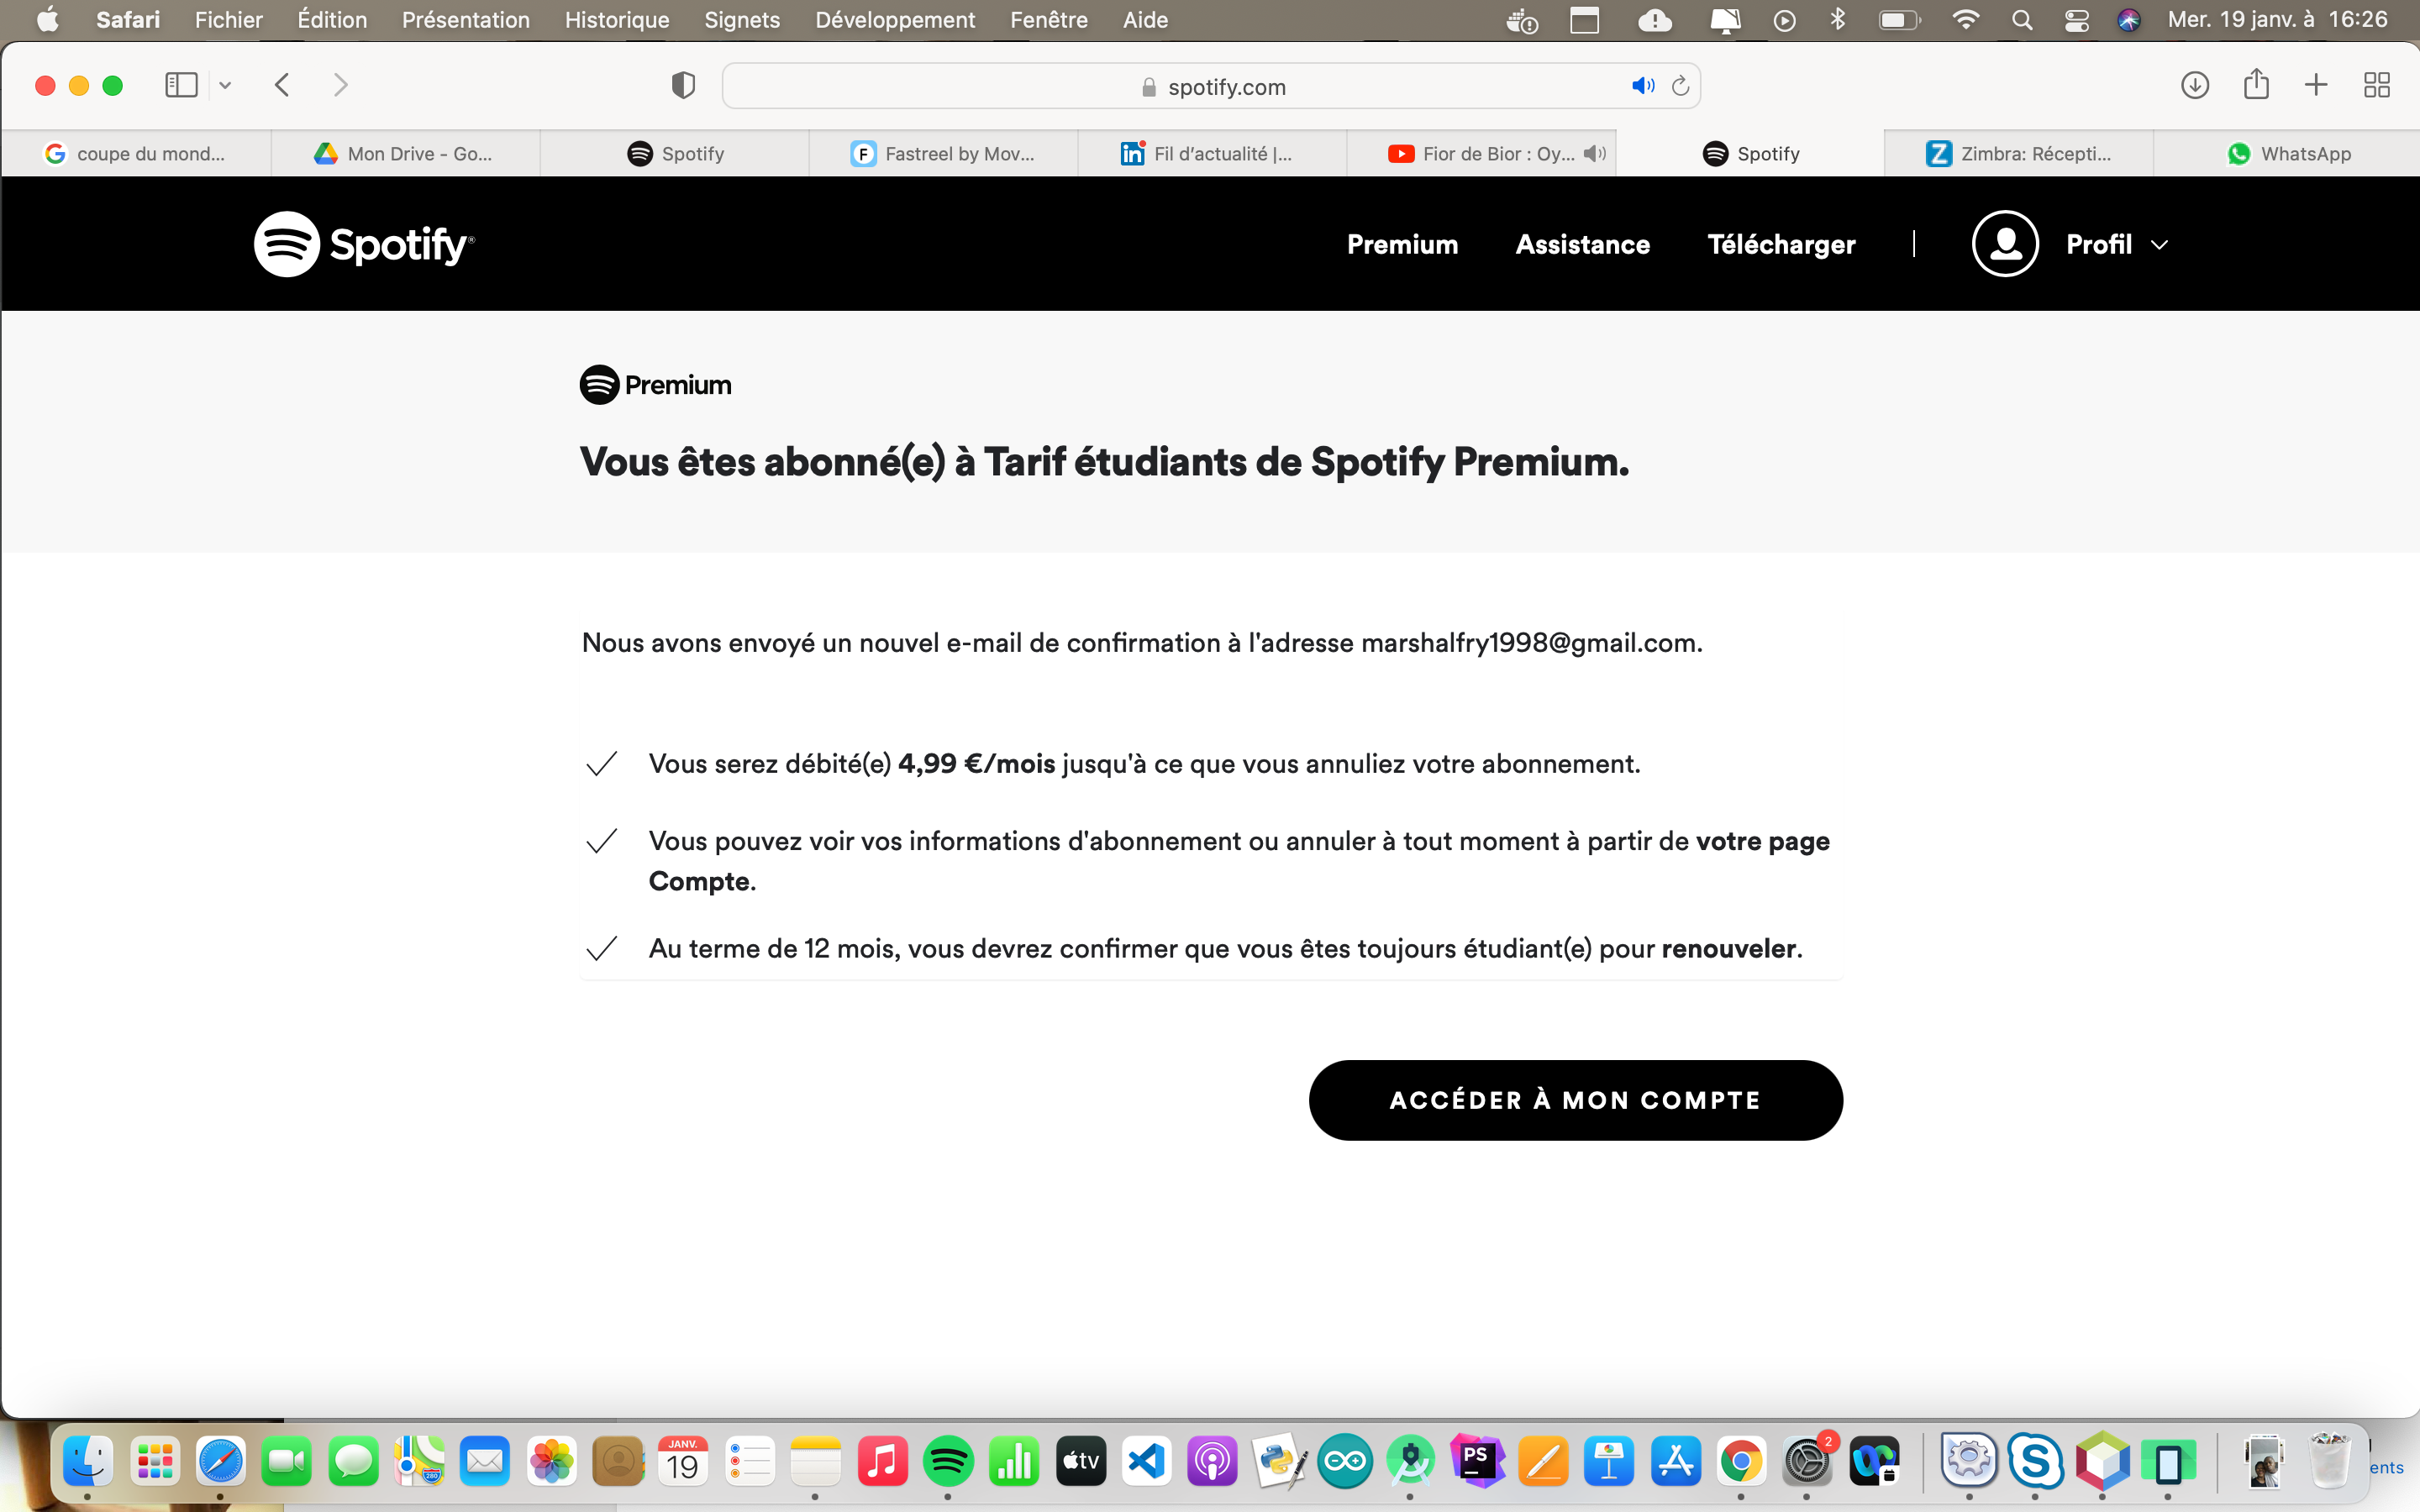 Safari Fichier Édition Présentation Historique Signets Développement Fenêtre Aide Mer. 19 janv. à 16:26
spotify.com
coupe du mond... Mon Drive - Go... Spotify Fastreel by Mov... Fil d'actualité |... Fior de Bior : Oy... Spotify Zimbra: Récepti... WhatsApp
Spotify® Premium Assistance Télécharger | Profil
Premium
Vous êtes abonné(e) à Tarif étudiants de Spotify Premium.
Nous avons envoyé un nouvel e-mail de confirmation à l'adresse marshalfry1998@gmail.com.
Vous serez débité(e) 4,99 €/mois jusqu'à ce que vous annuliez votre abonnement.
Vous pouvez voir vos informations d'abonnement ou annuler à tout moment à partir de votre page
Compte.
Au terme de 12 mois, vous devrez confirmer que vous êtes toujours étudiant(e) pour renouveler.
ACCÉDER À MON COMPTE
JANV.
19
280
tv
PS
2
ents